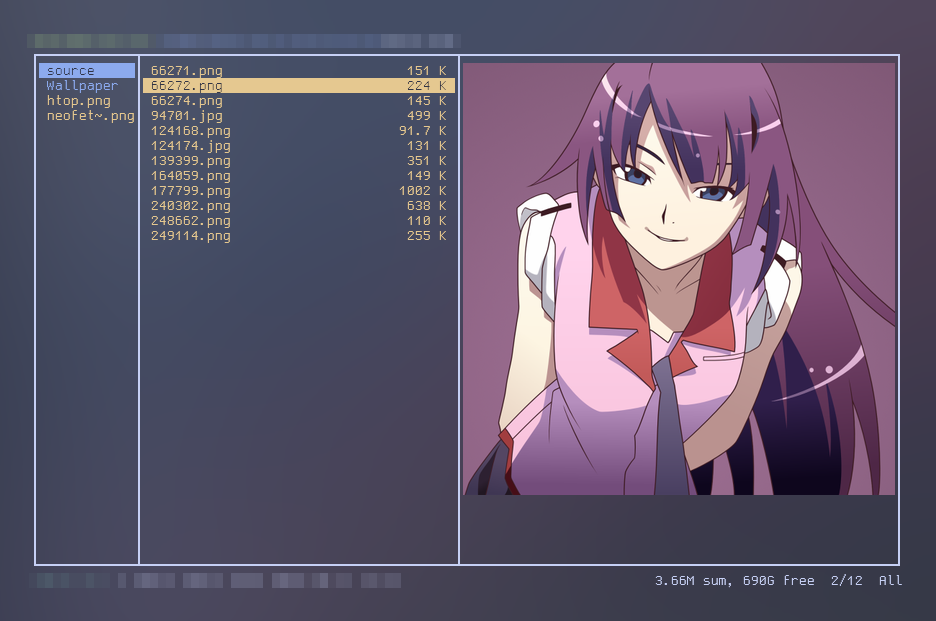 source
Wallpaper
htop.png
neofet~.png
66271.png 151 K
66272.png 224 K
66274.png 145 K
94701.jpg 499 K
124168.png 91.7 K
124174.jpg 131 K
139399.png 351 K
164059.png 149 K
177799.png 1002 K
240302.png 638 K
248662.png 110 K
249114.png 255 K
3.66M sum, 690G free 2/12 All